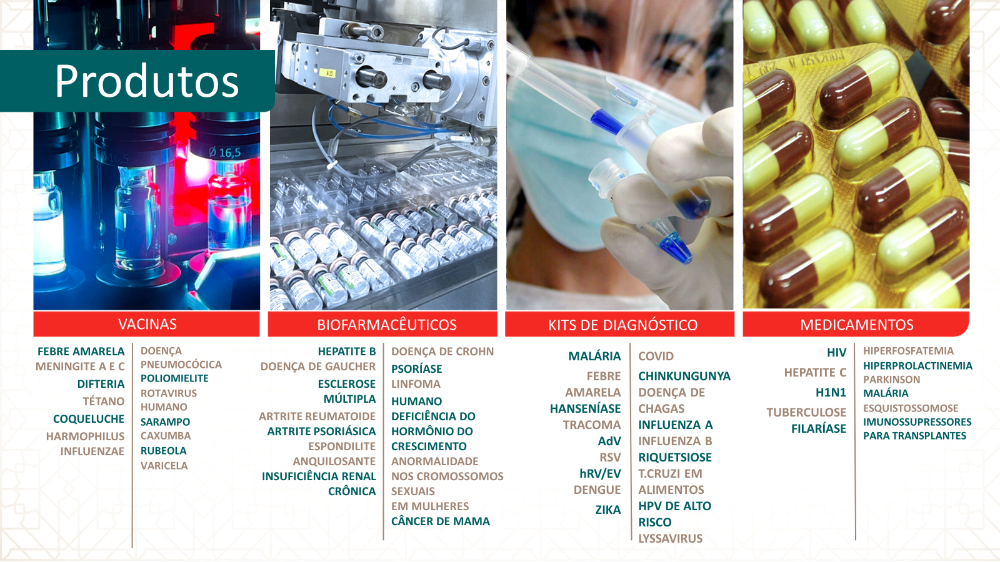 Produtos
Ø 16,5
Ø 16,5
A 23
VACINAS
FEBRE AMARELA
MENINGITE A E C
DIFTERIA
TÉTANO
COQUELUCHE
HARMOPHILUS
INFLUENZAE
DOENÇA
PNEUMOCÓCICA
POLIOMIELITE
ROTAVIRUS
HUMANO
SARAMPO
CAXUMBA
RUBEOLA
VARICELA
BIOFARMACÊUTICOS
HEPATITE B
DOENÇA DE GAUCHER
ESCLEROSE
MÚLTIPLA
ARTRITE REUMATOIDE
ARTRITE PSORIÁSICA
ESPONDILITE
ANQUILOSANTE
INSUFICIÊNCIA RENAL
CRÔNICA
DOENÇA DE CROHN
PSORÍASE
LINFOMA
HUMANO
DEFICIÊNCIA DO
HORMÔNIO DO
CRESCIMENTO
ANORMALIDADE
NOS CROMOSSOMOS
SEXUAIS
EM MULHERES
CÂNCER DE MAMA
KITS DE DIAGNÓSTICO
MALÁRIA
FEBRE
AMARELA
HANSENÍASE
TRACOMA
AdV
RSV
hRV/EV
DENGUE
ZIKA
COVID
CHINKUNGUNYA
DOENÇA DE
CHAGAS
INFLUENZA A
INFLUENZA B
RIQUETSIOSE
T.CRUZI EM
ALIMENTOS
HPV DE ALTO
RISCO
LYSSAVIRUS
MEDICAMENTOS
HIV
HEPATITE C
H1N1
TUBERCULOSE
FILARÍASE
HIPERFOSFATEMIA
HIPERPROLACTINEMIA
PARKINSON
MALÁRIA
ESQUISTOSSOMOSE
IMUNOSSUPRESSORES
PARA TRANSPLANTES